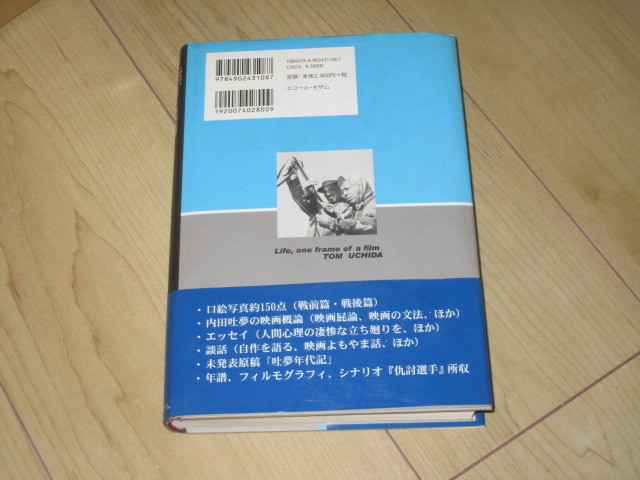 ISBN978-4-902431-08-7
C0074 ¥2800E
定価:本体2,800円+税
エコール・セザム
9784902431087
1920074028009
Life, one frame of a film
TOM UCHIDA
・口絵写真約150点(戦前篇・戦後篇)
・内田吐夢の映画概論(映画屁論、映画の文法、ほか)
・エッセイ(人間心理の凄惨な立ち廻りを、ほか)
・談話(自作を語る、映画よもやま話、ほか)
・未発表原稿「吐夢年代記」
・年譜、フィルモグラフィ、シナリオ『仇討選手』所収